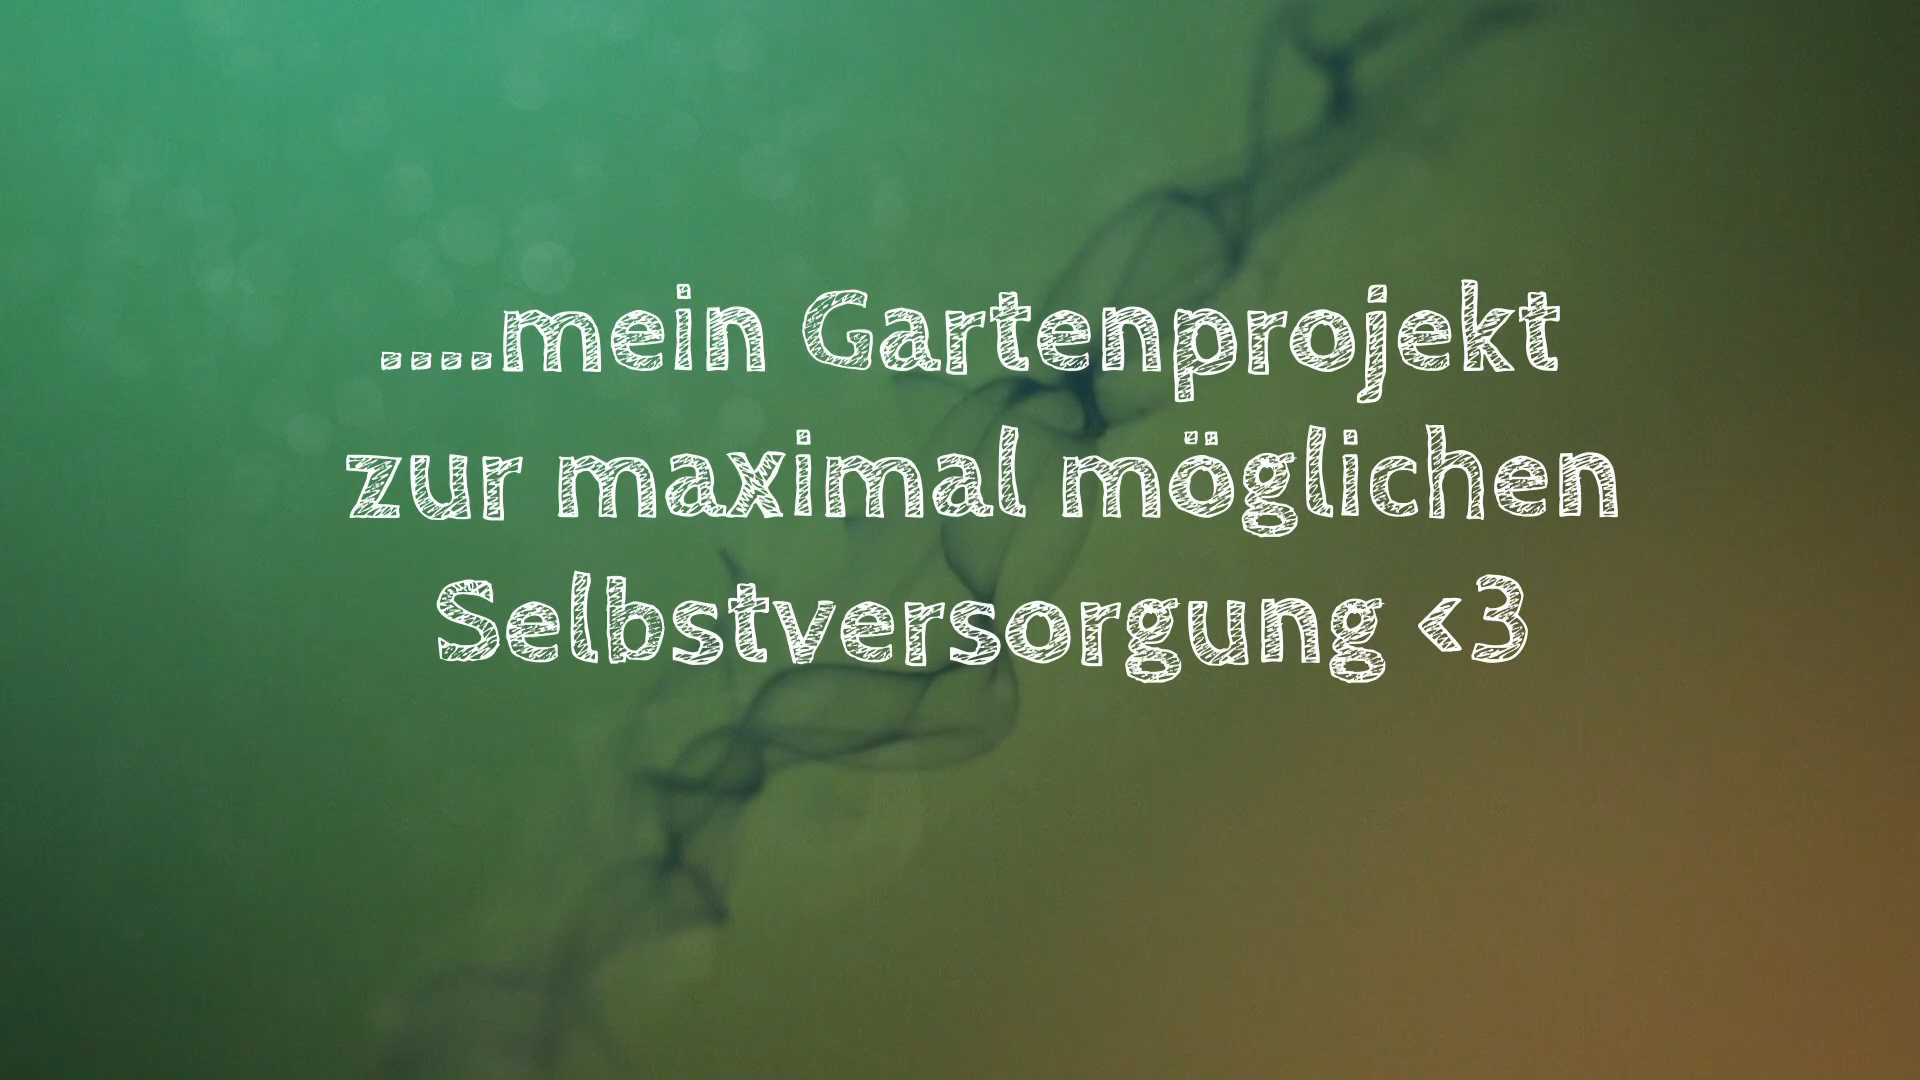 ....mein Gartenprojekt
zur maximal möglichen
Selbstversorgung <3